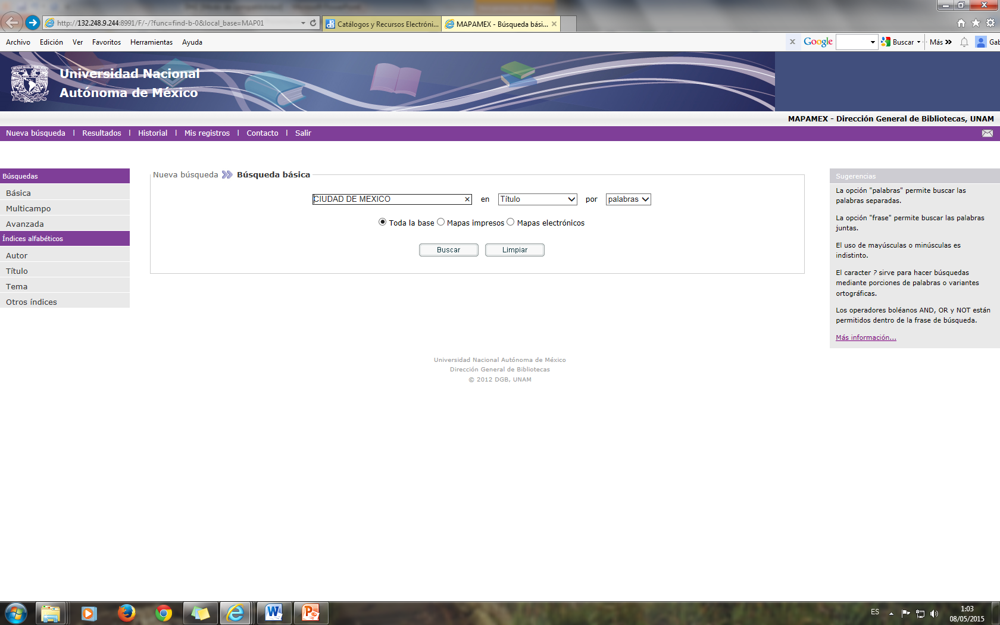 http://132.248.9.244:8991/F/-/?func=find-b-0&local_base=MAP01
Catálogos y Recursos Electróni...
MAPAMEX - Búsqueda bási...
Archivo Edición Ver Favoritos Herramientas Ayuda
x Google Buscar Más » Gab
Universidad Nacional
Autónoma de México
MAPAMEX - Dirección General de Bibliotecas, UNAM
Nueva búsqueda | Resultados | Historial | Mis registros | Contacto | Salir
Búsquedas
Básica
Multicampo
Avanzada
Índices alfabéticos
Autor
Título
Tema
Otros índices
Nueva búsqueda Búsqueda básica
CIUDAD DE MEXICO × en Título por palabras
Toda la base Mapas impresos Mapas electrónicos
Buscar Limpiar
Sugerencias
La opción "palabras" permite buscar las
palabras separadas.
La opción "frase" permite buscar las palabras
juntas.
El uso de mayúsculas o minúsculas es
indistinto.
El caracter ? sirve para hacer búsquedas
mediante porciones de palabras o variantes
ortográficas.
Los operadores boléanos AND, OR y NOT están
permitidos dentro de la frase de búsqueda.
Más información...
Universidad Nacional Autónoma de México
Dirección General de Bibliotecas
© 2012 DGB, UNAM
ES
1:03
08/05/2015